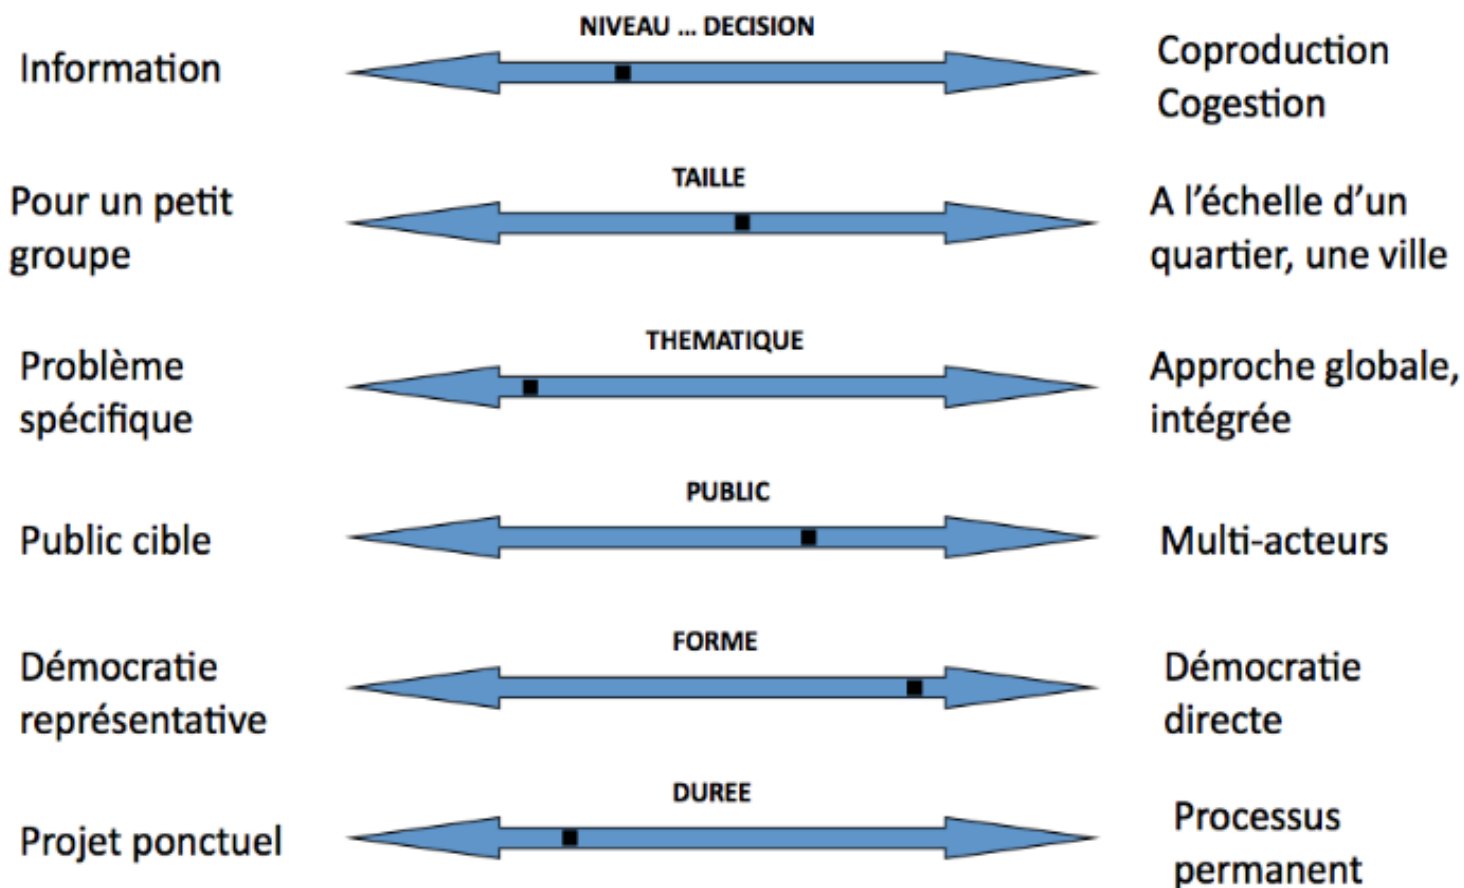 NIVEAU ... DECISION
Information
Coproduction
Cogestion
TAILLE
Pour un petit
groupe
A l’échelle d’un
quartier, une ville
THEMATIQUE
Problème
spécifique
Approche globale,
intégrée
PUBLIC
Public cible
Multi-acteurs
FORME
Démocratie
représentative
Démocratie
directe
DUREE
Projet ponctuel
Processus
permanent